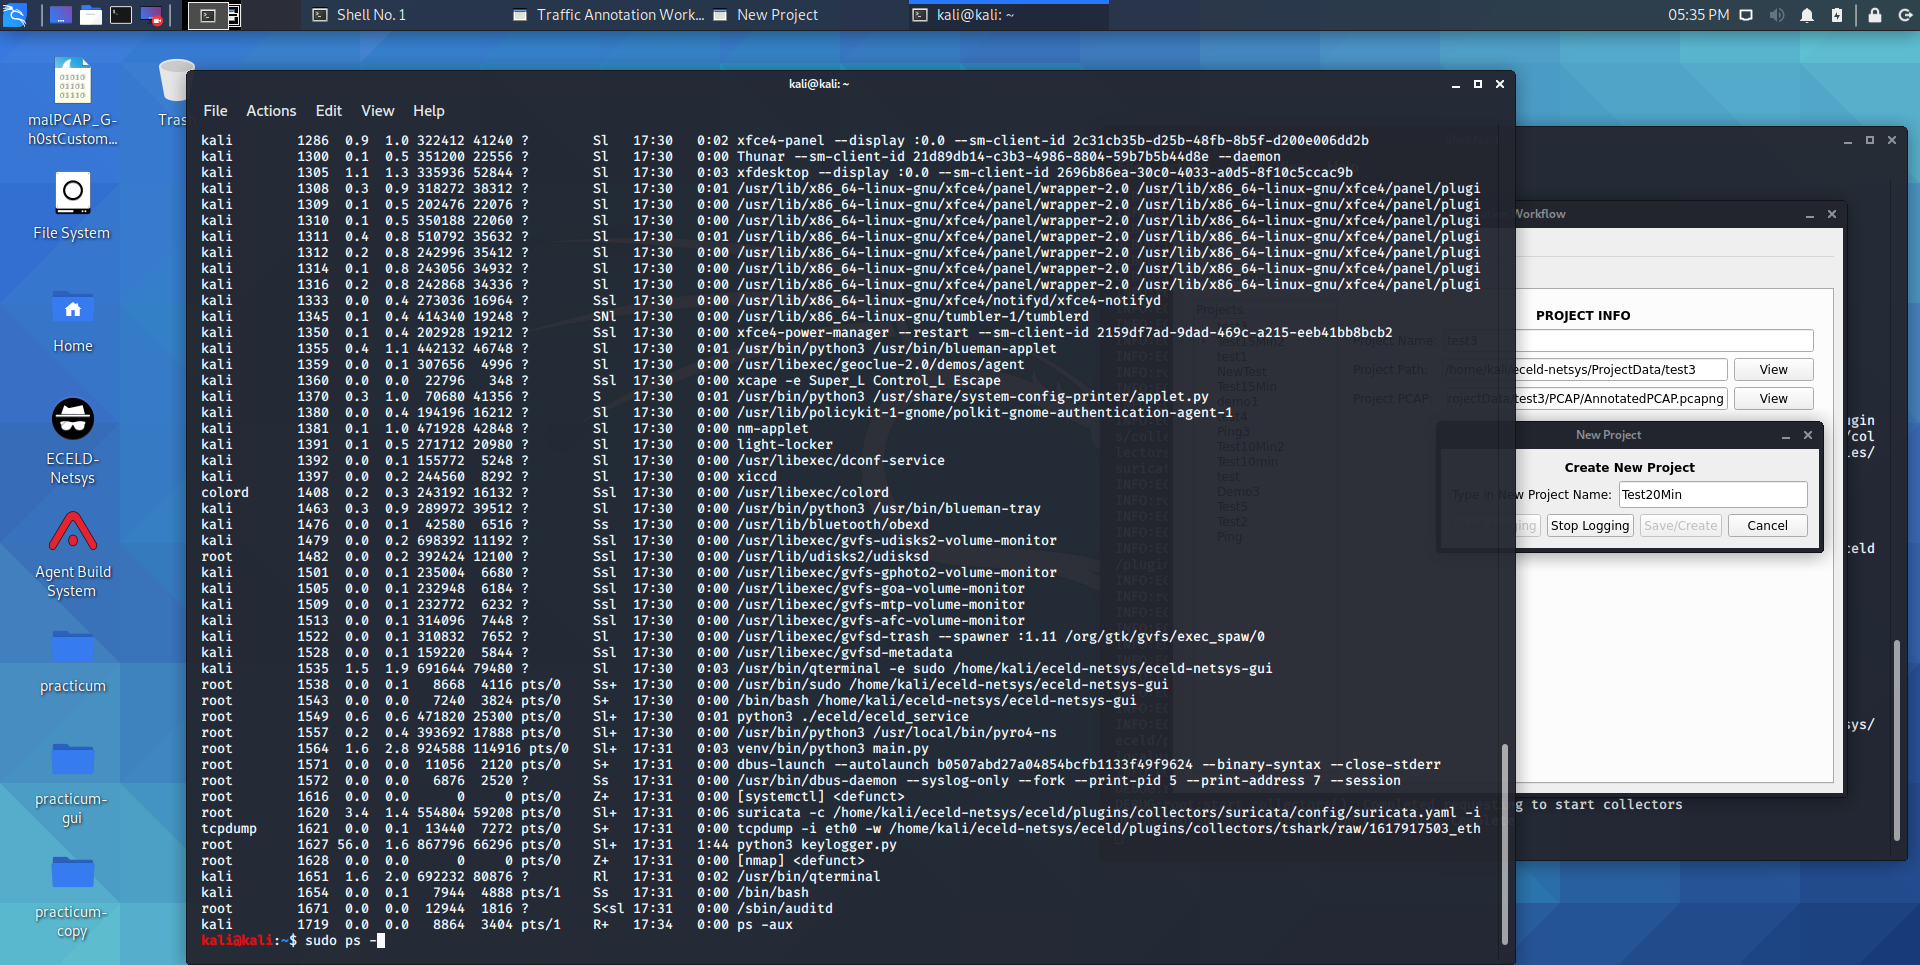 Shell No. 1
Traffic Annotation Work...
New Project
kali@kali: ~
05:35 PM
malPCAP_G-
h0stCustom...
Tras
File System
Home
ECELD-
Netsys
Agent Build
System
practicum
practicum-
gui
practicum-
copy
kali@kali: ~
File Actions Edit View Help
kali 1286 0.9 1.0 322412 41240 ? Sl 17:30 0:02 xfce4-panel --display :0.0 --sm-client-id 2c31cb35b-d25b-48fb-8b5f-d200e006dd2b
kali 1300 0.1 0.5 351200 22556 ? Sl 17:30 0:00 Thunar --sm-client-id 21d89db14-c3b3-4986-8804-59b7b5b44d8e --daemon
kali 1305 1.1 1.3 335936 52844 ? Sl 17:30 0:03 xfdesktop --display :0.0 --sm-client-id 2696b86ea-30c0-4033-a0d5-8f10c5ccac9b
kali 1308 0.3 0.9 318272 38312 ? Sl 17:30 0:01 /usr/lib/x86_64-linux-gnu/xfce4/panel/wrapper-2.0 /usr/lib/x86_64-linux-gnu/xfce4/panel/plugi
kali 1309 0.1 0.5 202476 22076 ? Sl 17:30 0:00 /usr/lib/x86_64-linux-gnu/xfce4/panel/wrapper-2.0 /usr/lib/x86_64-linux-gnu/xfce4/panel/plugi
kali 1310 0.1 0.5 350188 22060 ? Sl 17:30 0:00 /usr/lib/x86_64-linux-gnu/xfce4/panel/wrapper-2.0 /usr/lib/x86_64-linux-gnu/xfce4/panel/plugi
kali 1311 0.4 0.8 510792 35632 ? Sl 17:30 0:01 /usr/lib/x86_64-linux-gnu/xfce4/panel/wrapper-2.0 /usr/lib/x86_64-linux-gnu/xfce4/panel/plugi
kali 1312 0.2 0.8 242996 35412 ? Sl 17:30 0:00 /usr/lib/x86_64-linux-gnu/xfce4/panel/wrapper-2.0 /usr/lib/x86_64-linux-gnu/xfce4/panel/plugi
kali 1314 0.1 0.8 243056 34932 ? Sl 17:30 0:00 /usr/lib/x86_64-linux-gnu/xfce4/panel/wrapper-2.0 /usr/lib/x86_64-linux-gnu/xfce4/panel/plugi
kali 1316 0.2 0.8 242868 34336 ? Sl 17:30 0:00 /usr/lib/x86_64-linux-gnu/xfce4/panel/wrapper-2.0 /usr/lib/x86_64-linux-gnu/xfce4/panel/plugi
kali 1333 0.0 0.4 273036 16964 ? Ssl 17:30 0:00 /usr/lib/x86_64-linux-gnu/xfce4/notifyd/xfce4-notifyd
kali 1345 0.1 0.4 414340 19248 ? SNl 17:30 0:00 /usr/lib/x86_64-linux-gnu/tumbler-1/tumblerd
kali 1350 0.1 0.4 202928 19212 ? Ssl 17:30 0:00 xfce4-power-manager --restart --sm-client-id 2159df7ad-9dad-469c-a215-eeb41bb8bcb2
kali 1355 0.4 1.1 442132 46748 ? Sl 17:30 0:01 /usr/bin/python3 /usr/bin/blueman-applet
kali 1359 0.0 0.1 307656 4996 ? Sl 17:30 0:00 /usr/libexec/geoclue-2.0/demos/agent
kali 1360 0.0 0.0 22796 348 ? Ssl 17:30 0:00 xcape -e Super_L Control_L Escape
kali 1370 0.3 1.0 70680 41356 ? S 17:30 0:01 /usr/bin/python3 /usr/share/system-config-printer/applet.py
kali 1380 0.0 0.4 194196 16212 ? Sl 17:30 0:00 /usr/lib/policykit-1-gnome/polkit-gnome-authentication-agent-1
kali 1381 0.1 1.0 471928 42848 ? Sl 17:30 0:00 nm-applet
kali 1391 0.1 0.5 271712 20980 ? Sl 17:30 0:00 light-locker
kali 1392 0.0 0.1 155772 5248 ? Sl 17:30 0:00 /usr/libexec/dconf-service
kali 1397 0.0 0.2 244560 8292 ? Sl 17:30 0:00 xiccd
colord 1408 0.2 0.3 243192 16132 ? Ssl 17:30 0:00 /usr/libexec/colord
kali 1463 0.3 0.9 289972 39512 ? Sl 17:30 0:01 /usr/bin/python3 /usr/bin/blueman-tray
kali 1476 0.0 0.1 42580 6516 ? Ss 17:30 0:00 /usr/lib/bluetooth/obexd
kali 1479 0.0 0.2 698392 11192 ? Ssl 17:30 0:00 /usr/libexec/gvfs-udisks2-volume-monitor
root 1482 0.0 0.2 392424 12100 ? Ssl 17:30 0:00 /usr/lib/udisks2/udisksd
kali 1501 0.0 0.1 235004 6680 ? Ssl 17:30 0:00 /usr/libexec/gvfs-gphoto2-volume-monitor
kali 1505 0.0 0.1 232948 6184 ? Ssl 17:30 0:00 /usr/libexec/gvfs-goa-volume-monitor
kali 1509 0.0 0.1 232772 6232 ? Ssl 17:30 0:00 /usr/libexec/gvfs-mtp-volume-monitor
kali 1513 0.0 0.1 314096 7448 ? Ssl 17:30 0:00 /usr/libexec/gvfs-afc-volume-monitor
kali 1522 0.0 0.1 310832 7652 ? Sl 17:30 0:00 /usr/libexec/gvfsd-trash --spawner :1.11 /org/gtk/gvfs/exec_spaw/0
kali 1528 0.0 0.1 159220 5844 ? Ssl 17:30 0:00 /usr/libexec/gvfsd-metadata
kali 1535 1.5 1.9 691644 79480 ? Sl 17:30 0:03 /usr/bin/qterminal -e sudo /home/kali/eceld-netsys/eceld-netsys-gui
root 1538 0.0 0.1 8668 4116 pts/0 Ss+ 17:30 0:00 /usr/bin/sudo /home/kali/eceld-netsys/eceld-netsys-gui
root 1543 0.0 0.0 7240 3824 pts/0 S+ 17:30 0:00 /bin/bash /home/kali/eceld-netsys/eceld-netsys-gui
root 1549 0.6 0.6 471820 25300 pts/0 Sl+ 17:30 0:01 python3 ./eceld/eceld_service
root 1557 0.2 0.4 393692 17888 pts/0 Sl+ 17:30 0:00 /usr/bin/python3 /usr/local/bin/pyro4-ns
root 1564 1.6 2.8 924588 114916 pts/0 Sl+ 17:31 0:03 venv/bin/python3 main.py
root 1571 0.0 0.0 11056 2120 pts/0 S+ 17:31 0:00 dbus-launch --autolaunch b0507abd27a04854bcfb1133f49f9624 --binary-syntax --close-stderr
root 1572 0.0 0.0 6876 2520 ? Ss 17:31 0:00 /usr/bin/dbus-daemon --syslog-only --fork --print-pid 5 --print-address 7 --session
root 1616 0.0 0.0 0 0 pts/0 Z+ 17:31 0:00 [systemctl] <defunct>
root 1620 3.4 1.4 554804 59208 pts/0 Sl+ 17:31 0:06 suricata -c /home/kali/eceld-netsys/eceld/plugins/collectors/suricata/config/suricata.yaml -i
tcpdump 1621 0.0 0.1 13440 7272 pts/0 S+ 17:31 0:00 tcpdump -i eth0 -w /home/kali/eceld-netsys/eceld/plugins/collectors/tshark/raw/1617917503_eth
root 1627 56.0 1.6 867796 66296 pts/0 Sl+ 17:31 1:44 python3 keylogger.py
root 1628 0.0 0.0 0 0 pts/0 Z+ 17:31 0:00 [nmap] <defunct>
kali 1651 1.6 2.0 692232 80876 ? Rl 17:31 0:02 /usr/bin/qterminal
kali 1654 0.0 0.1 7944 4888 pts/1 Ss 17:31 0:00 /bin/bash
root 1671 0.0 0.0 12944 1816 ? S<sl 17:31 0:00 /sbin/auditd
kali 1719 0.0 0.0 8864 3404 pts/1 R+ 17:34 0:00 ps -aux
kali@kali:~$ sudo ps -
Workflow
Projects
Test15Min2
test1
NewTest
Test15Min
demo1
Ping3
Test10Min2
Test10min
test
Demo3
Test5
Test2
Ping
PROJECT INFO
Project Name: test3
Project Path: /home/kali/eceld-netsys/ProjectData/test3 View
Project PCAP: rojectData/test3/PCAP/AnnotatedPCAP.pcapng View
New Project
Create New Project
Type in New Project Name: Test20Min
Stop Logging Save/Create Cancel
ugin
/col
es/
eceld
sys/
g to start collectors